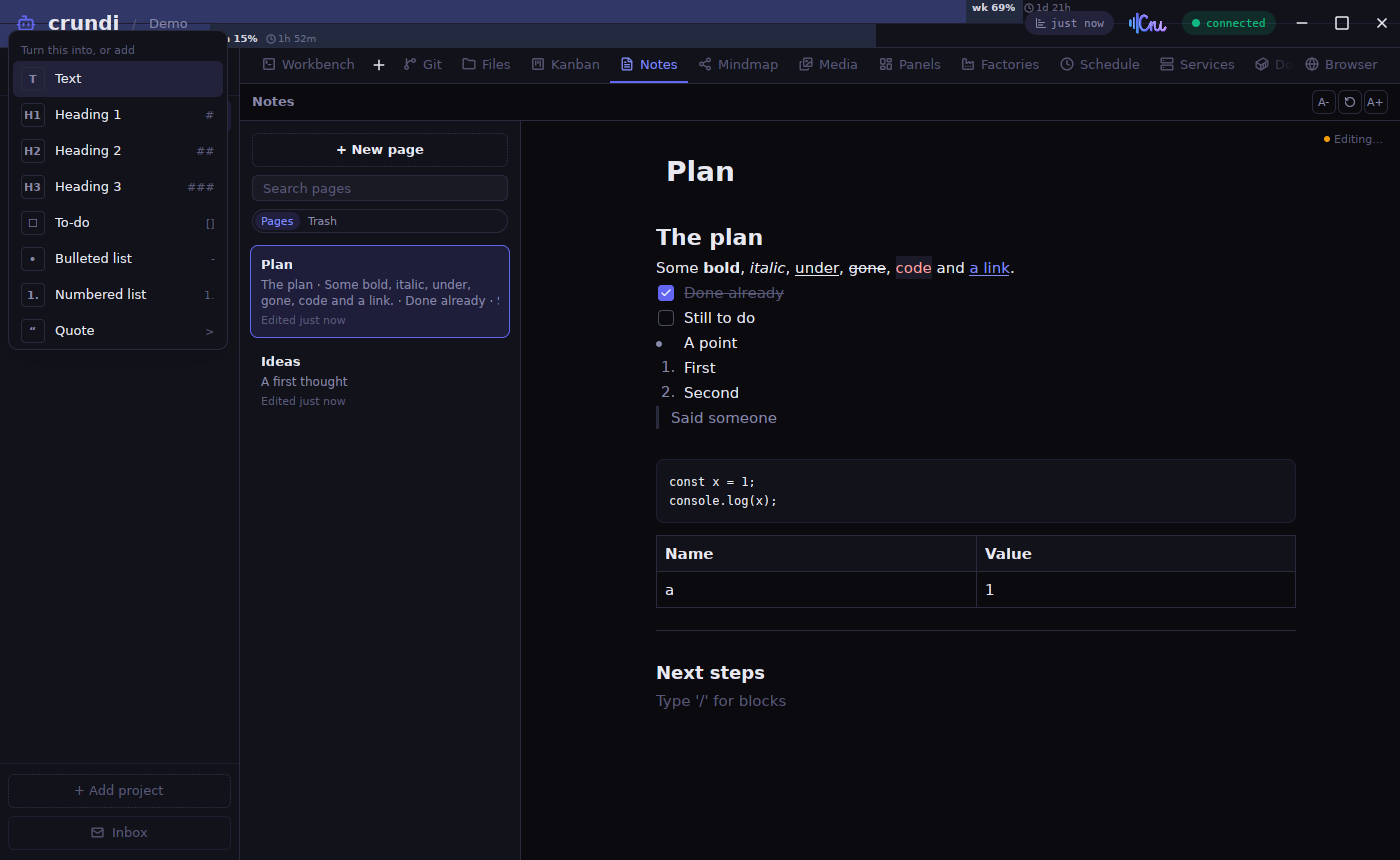 crundi / Demo
wk 69% 1d 21h
15% 1h 52m
just now
connected
Turn this into, or add
T Text
H1 Heading 1 #
H2 Heading 2 ##
H3 Heading 3 ###
To-do []
• Bulleted list -
1. Numbered list 1.
“ Quote >
+ Add project
Inbox
Workbench + Git Files Kanban Notes Mindmap Media Panels Factories Schedule Services Browser
Notes
A- A+
+ New page
Search pages
Pages Trash
Plan
The plan · Some bold, italic, under,
gone, code and a link. · Done already ·
Edited just now
Ideas
A first thought
Edited just now
Editing...
Plan
The plan
Some bold, italic, under, gone, code and a link.
Done already
Still to do
• A point
1. First
2. Second
Said someone
const x = 1;
console.log(x);
Name Value
a 1
Next steps
Type '/' for blocks